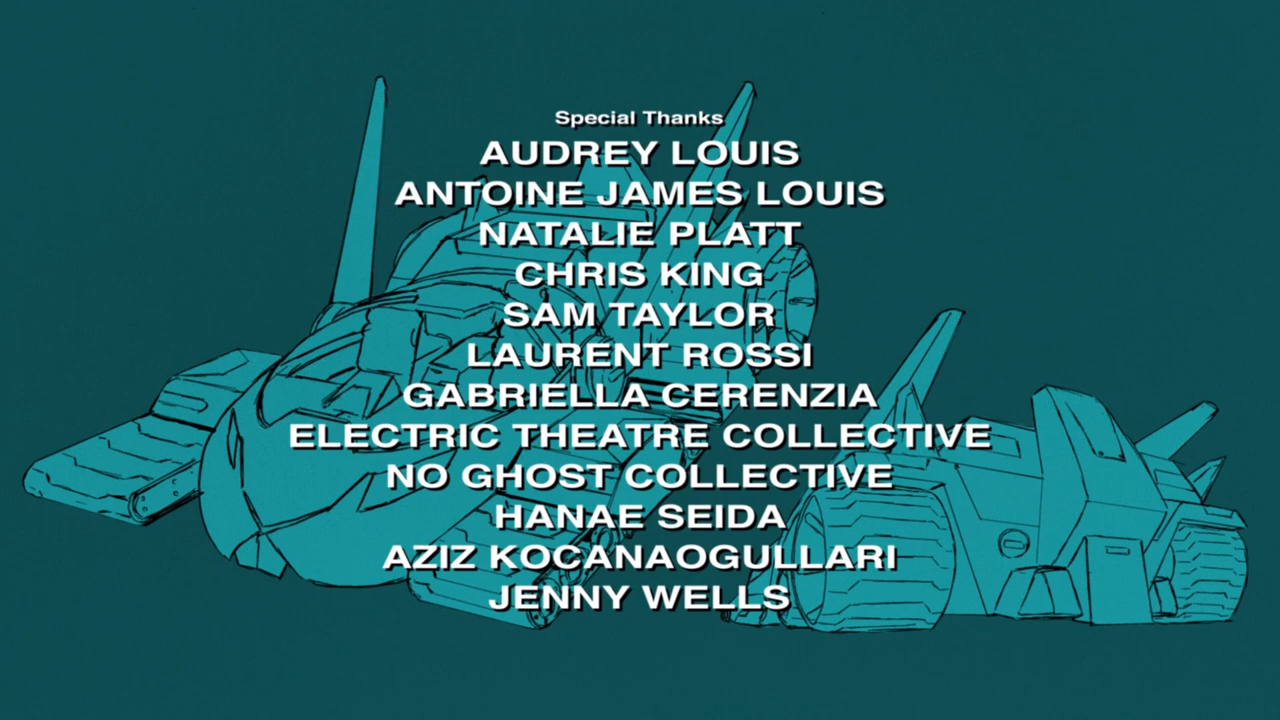 Special Thanks
AUDREY LOUIS
ANTOINE JAMES LOUIS
NATALIE PLATT
CHRIS KING
SAM TAYLOR
LAURENT ROSSI
GABRIELLA CERENZIA
ELECTRIC THEATRE COLLECTIVE
NO GHOST COLLECTIVE
HANAE SEIDA
AZIZ KOCANAOGULLARI
JENNY WELLS